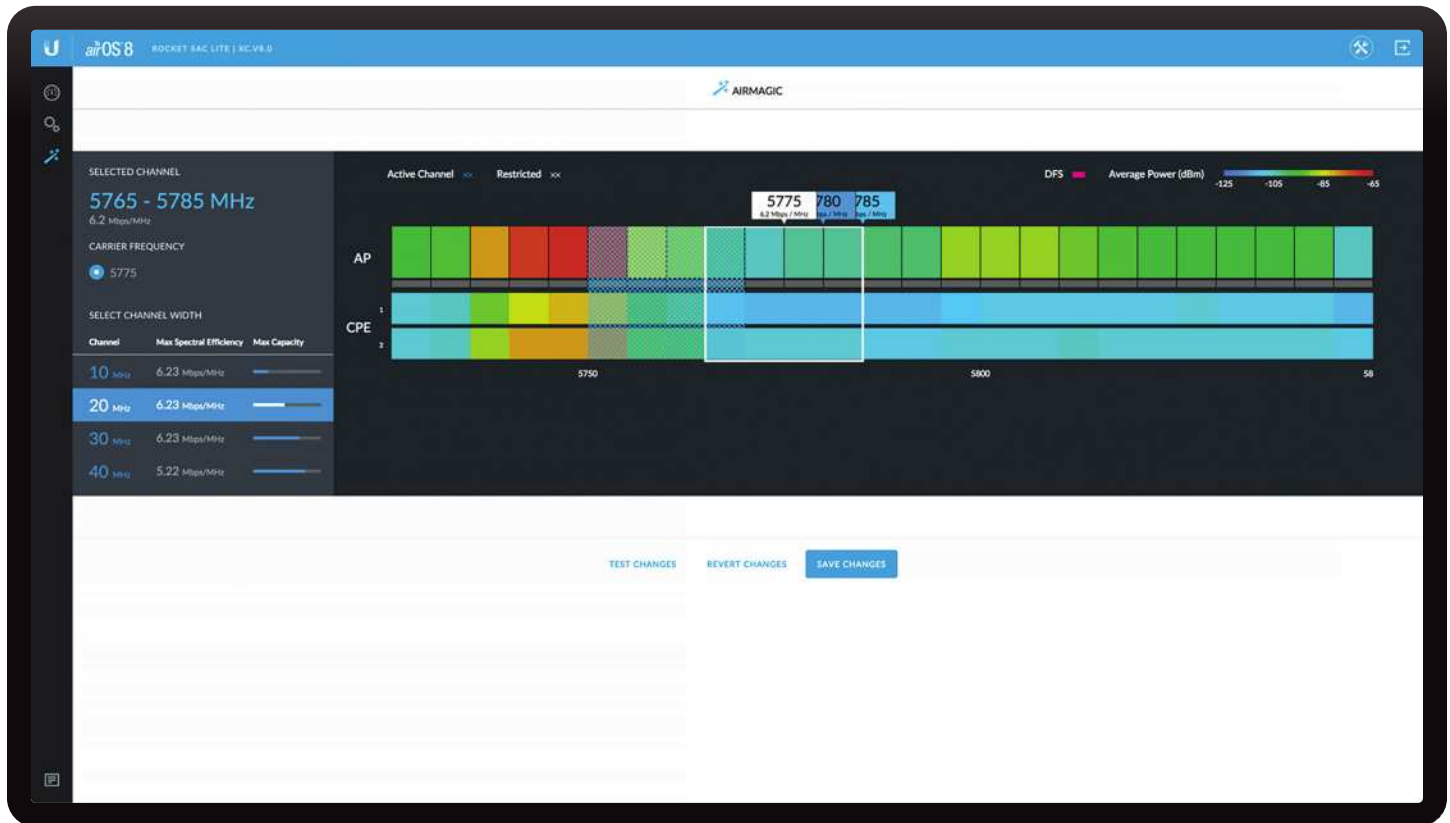 airOS 8 ROCKET 5AC LITE | XC.V8.0
AIRMAGIC
SELECTED CHANNEL
5765 - 5785 MHz
6.2 Mbps/MHz
CARRIER FREQUENCY
5775
SELECT CHANNEL WIDTH
Channel Max Spectral Efficiency Max Capacity
10 MHz 6.23 Mbps/MHz
20 MHz 6.23 Mbps/MHz
30 MHz 6.23 Mbps/MHz
40 MHz 5.22 Mbps/MHz
Active Channel Restricted DFS Average Power (dBm)
-125 -105 -85 -65
5775 780 785
6.2 Mbps / MHz bps / MHz bps / MHz
AP
CPE
1
2
5750 5800 58
TEST CHANGES REVERT CHANGES SAVE CHANGES